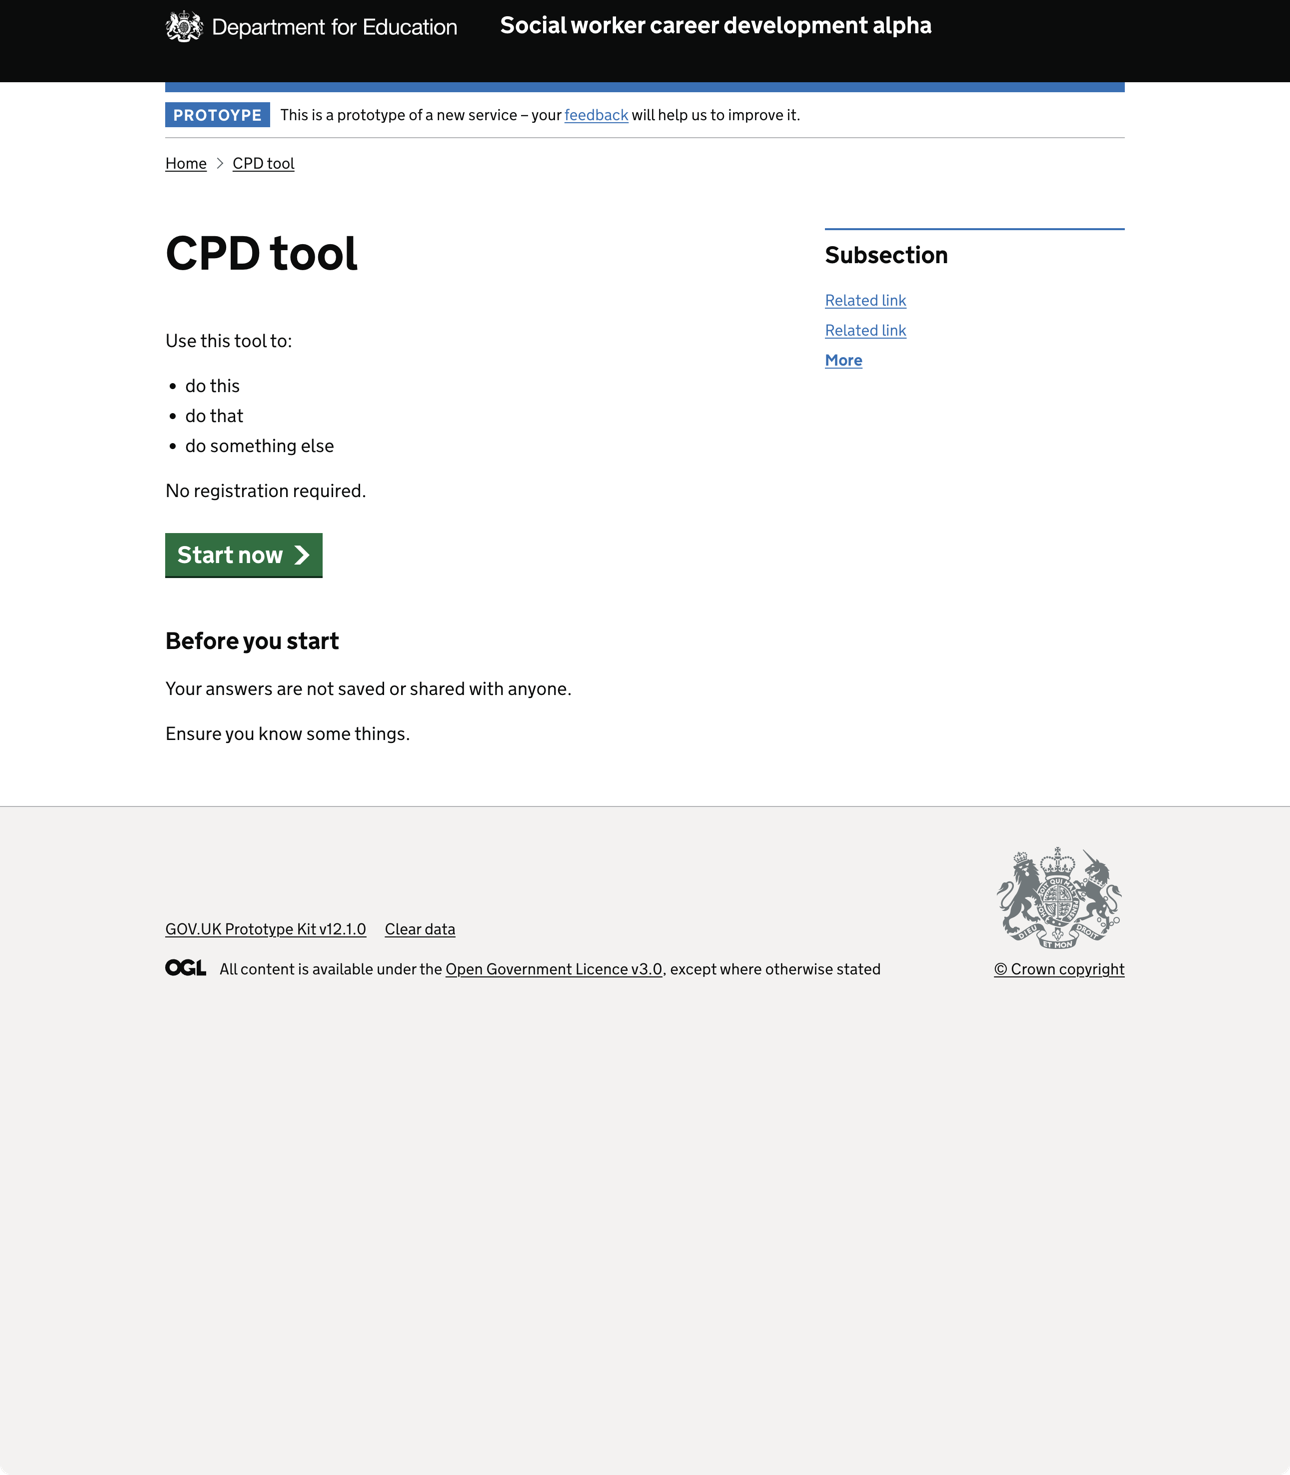 Department for Education
Social worker career development alpha
PROTOYPE This is a prototype of a new service – your feedback will help us to improve it.
Home > CPD tool
CPD tool
Use this tool to:
• do this
• do that
• do something else
No registration required.
Start now
Before you start
Your answers are not saved or shared with anyone.
Ensure you know some things.
Subsection
Related link
Related link
More
GOV.UK Prototype Kit v12.1.0 Clear data
OGL All content is available under the Open Government Licence v3.0, except where otherwise stated
DIEU ET MON DROIT
© Crown copyright